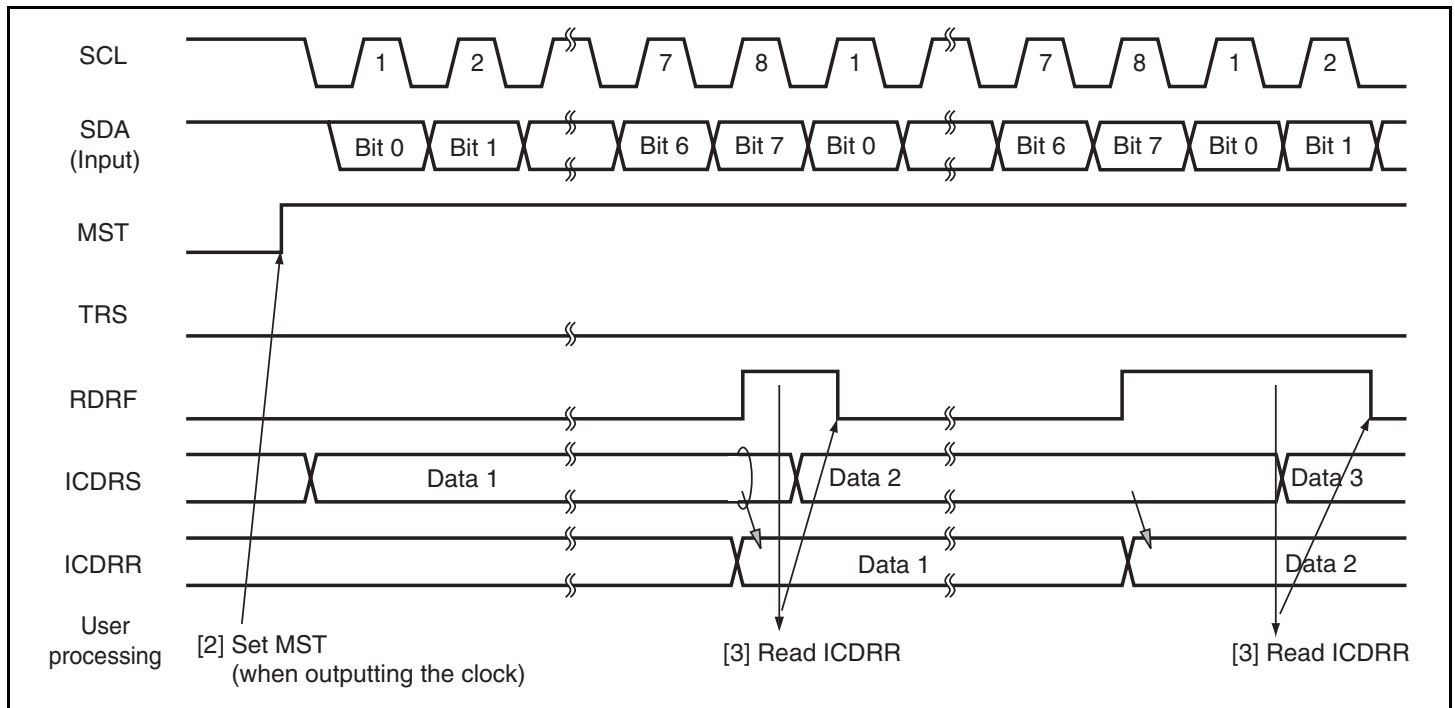 SCL
1 2 7 8 1 7 8 1 2
SDA
(Input)
Bit 0 Bit 1 Bit 6 Bit 7 Bit 0 Bit 6 Bit 7 Bit 0 Bit 1
MST
TRS
RDRF
ICDRS
Data 1 Data 2 Data 3
ICDRR
Data 1 Data 2
User
processing
[2] Set MST
(when outputting the clock)
[3] Read ICDRR
[3] Read ICDRR